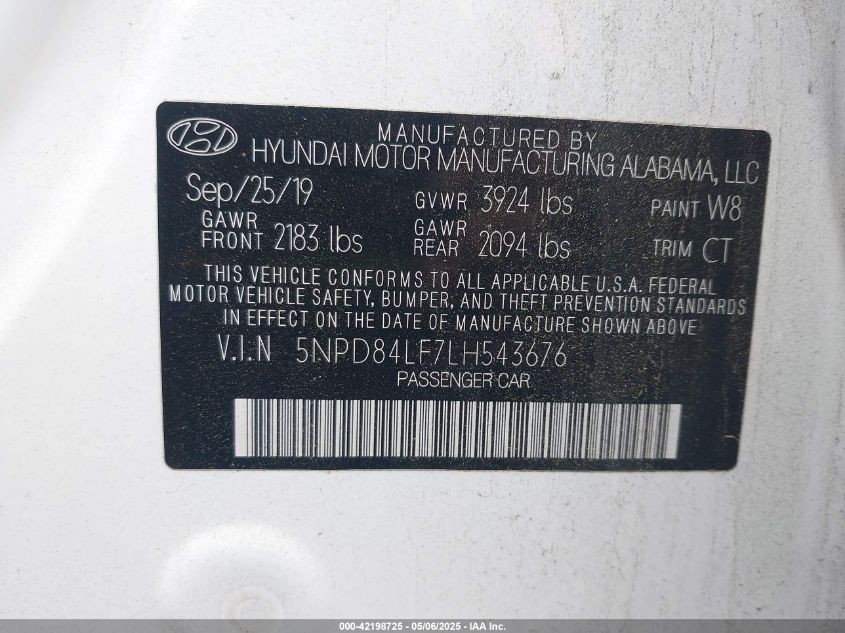 MANUFACTURED BY
HYUNDAI MOTOR MANUFACTURING ALABAMA, LLC
Sep/25/19 GVWR 3924 lbs PAINT W8
GAWR FRONT 2183 lbs GAWR REAR 2094 lbs TRIM CT
THIS VEHICLE CONFORMS TO ALL APPLICABLE U.S.A. FEDERAL
MOTOR VEHICLE SAFETY, BUMPER, AND THEFT PREVENTION STANDARDS
IN EFFECT ON THE DATE OF MANUFACTURE SHOWN ABOVE
V.I.N 5NPD84LF7LH543676
PASSENGER CAR
000-42198725 - 05/06/2025 - IAA Inc.